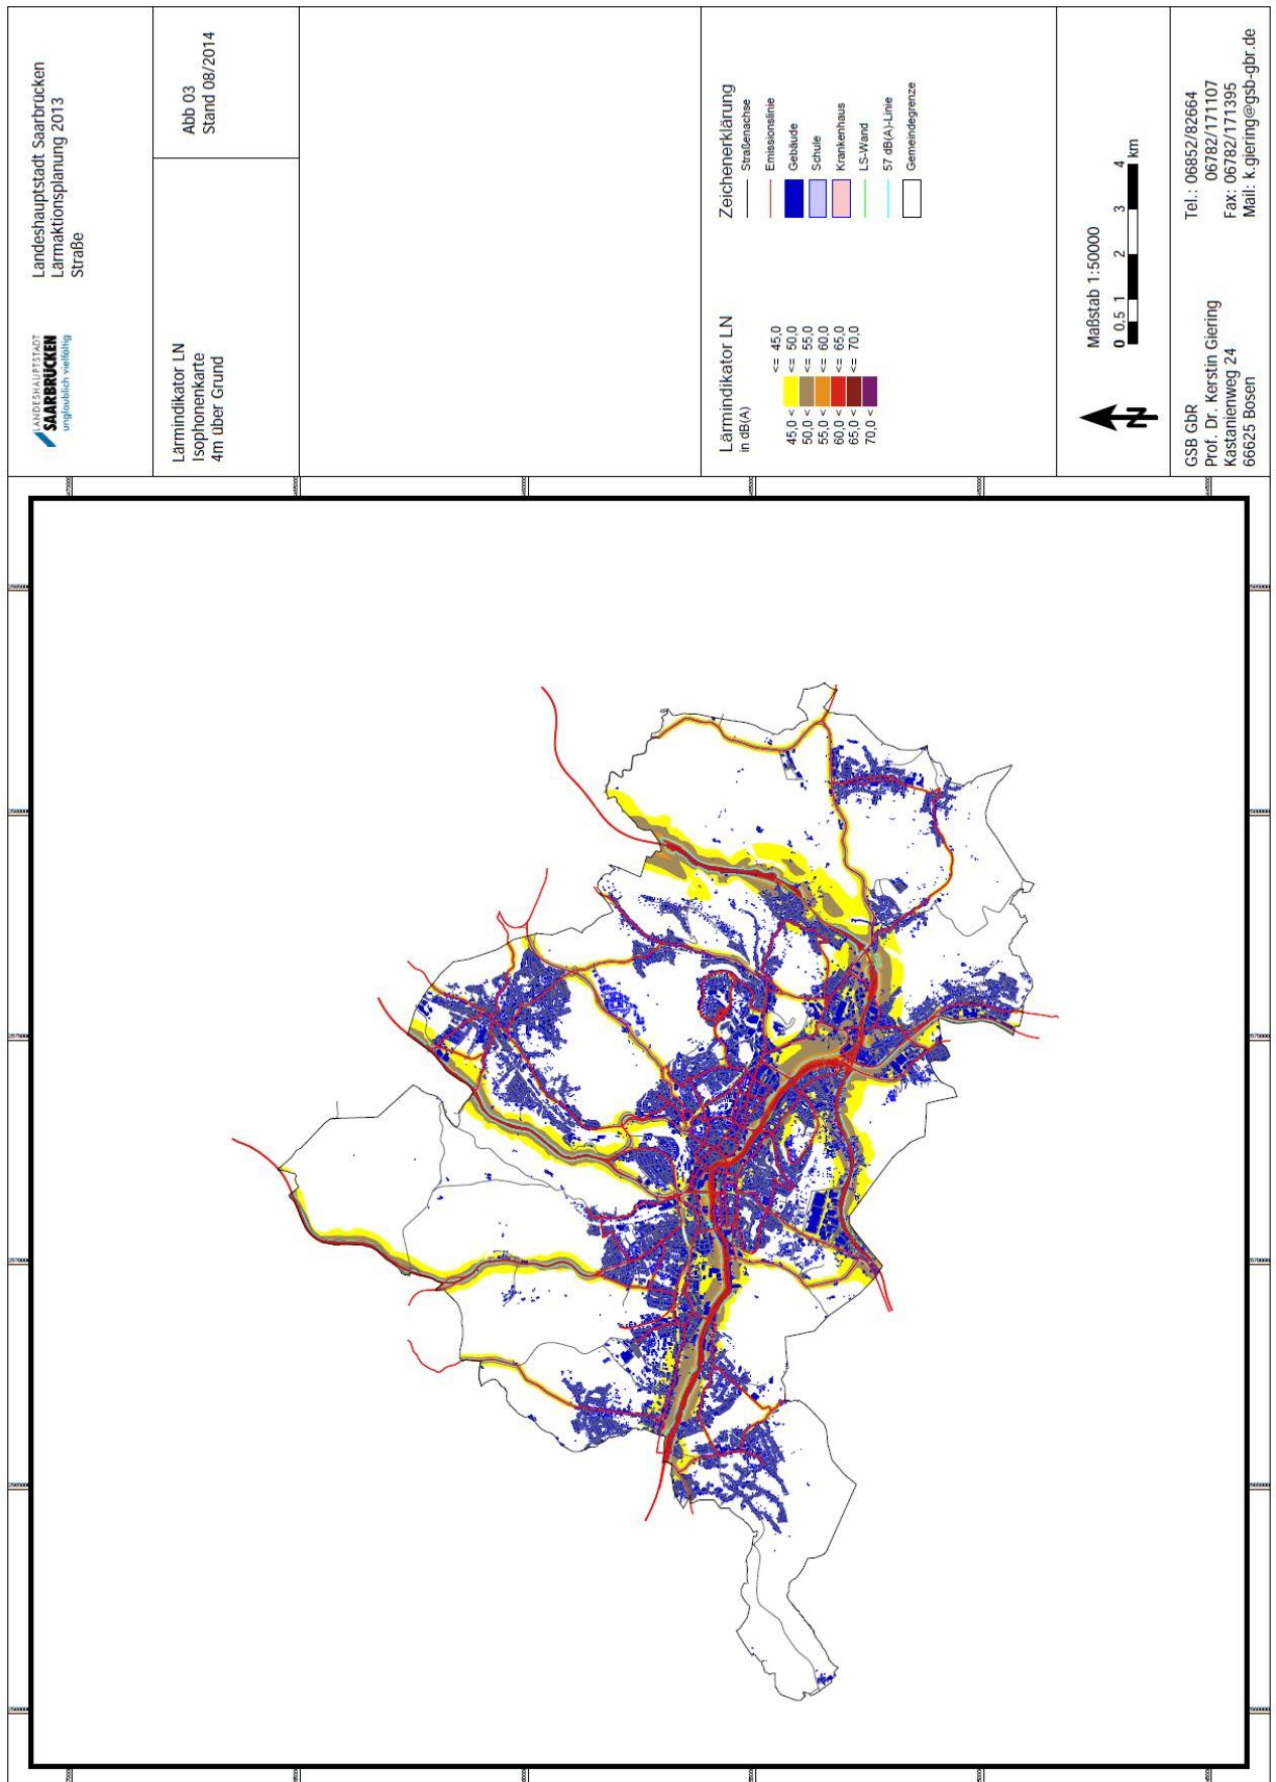 LANDESHAUPTSTADT
SAARBRÜCKEN
unglaublich vielfältig
Landeshauptstadt Saarbrücken
Lärmaktionsplanung 2013
Straße
Lärmindikator LN
Isophonenkarte
4m über Grund
Abb 03
Stand 08/2014
Lärmindikator LN
in dB(A)
<= 45,0
45,0 < <= 50,0
50,0 < <= 55,0
55,0 < <= 60,0
60,0 < <= 65,0
65,0 < <= 70,0
70,0 <
Zeichenerklärung
Straßenachse
Emissionslinie
Gebäude
Schule
Krankenhaus
LS-Wand
57 dB(A)-Linie
Gemeindegrenze
N
Maßstab 1:50000
0 0,5 1 2 3 4 km
GSB GbR
Prof. Dr. Kerstin Giering
Kastanienweg 24
66625 Bosen
Tel.: 06852/82664
06782/171107
Fax: 06782/171395
Mail: k.giering@gsb-gbr.de